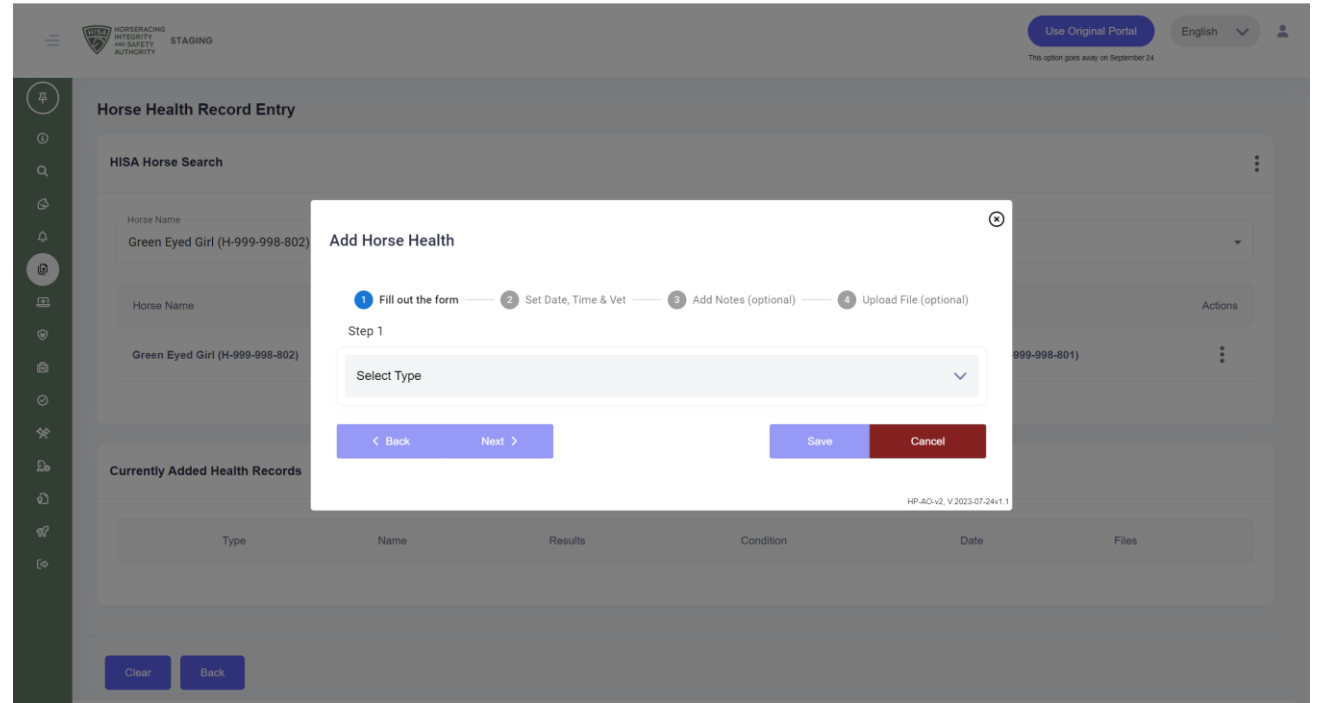 HORSERACING
INTEGRITY
AND SAFETY
AUTHORITY
HISA
STAGING
Use Original Portal
English
This option goes away on September 24
Horse Health Record Entry
HISA Horse Search
Horse Name
Green Eyed Girl (H-999-998-802)
Add Horse Health
1 Fill out the form
2 Set Date, Time & Vet
3 Add Notes (optional)
4 Upload File (optional)
Horse Name
Actions
Step 1
Green Eyed Girl (H-999-998-802)
999-998-801)
Select Type
< Back
Next >
Save
Cancel
Currently Added Health Records
HP-AO-v2, V:2023-07-24v1.1
Type Name Results Condition Date Files
Clear
Back